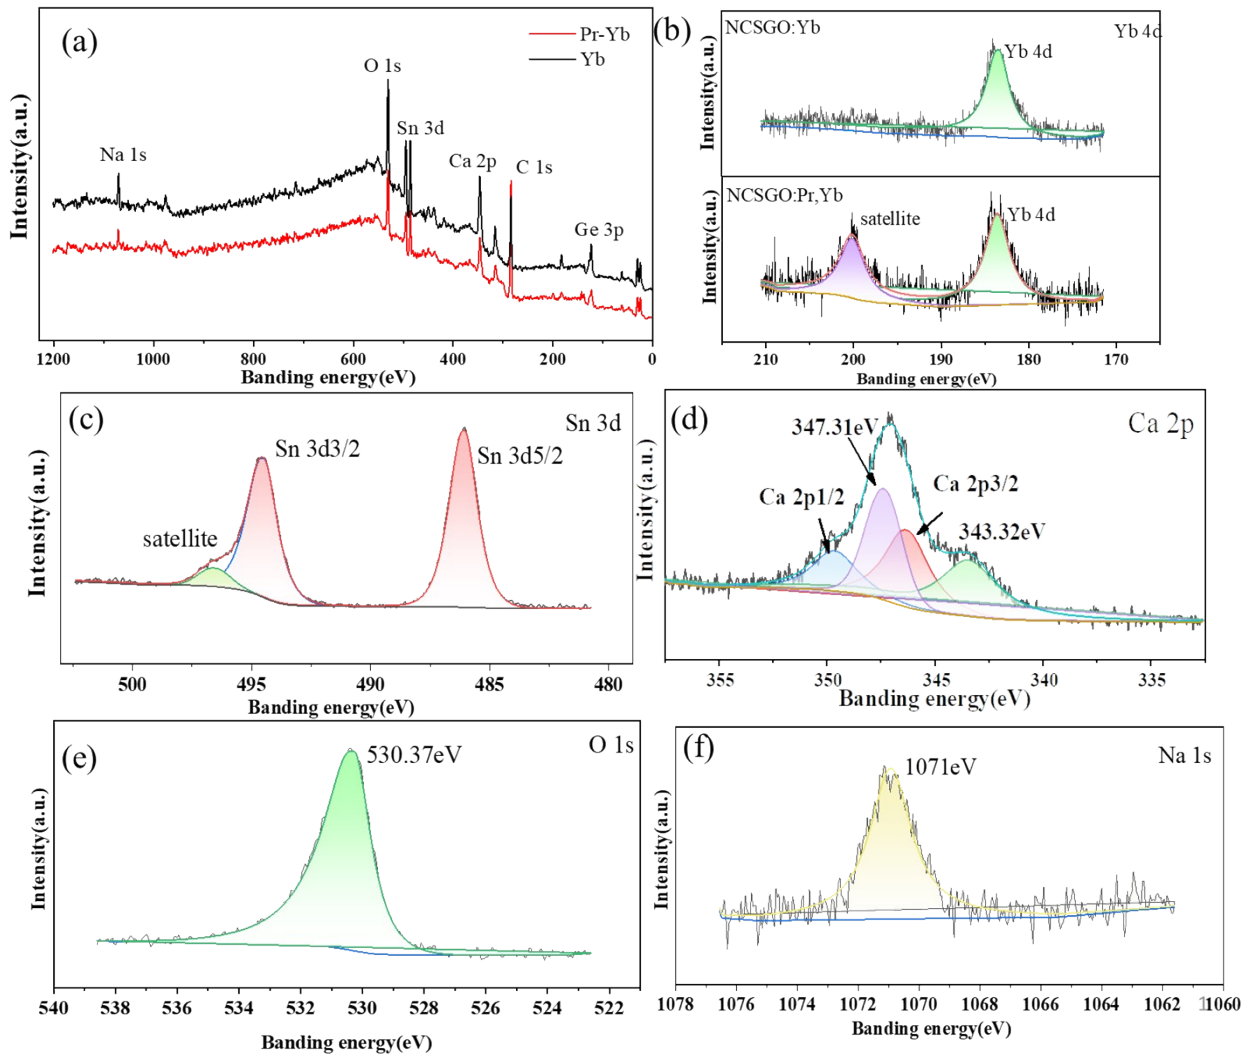 (a)
Pr-Yb
Yb
O 1s
Sn 3d
Na 1s
Ca 2p
C 1s
Ge 3p
Intensity(a.u.)
1200 1000 800 600 400 200 0
Banding energy(eV)
(b)
NCSGO:Yb
Yb 4d
Yb 4d
Intensity(a.u.)
NCSGO:Pr,Yb
satellite
Yb 4d
Intensity(a.u.)
210 200 190 180 170
Banding energy(eV)
(c)
Sn 3d
Sn 3d3/2
Sn 3d5/2
satellite
Intensity(a.u.)
500 495 490 485 480
Banding energy(eV)
(d)
Ca 2p
347.31eV
Ca 2p1/2
Ca 2p3/2
343.32eV
Intensity(a.u.)
355 350 345 340 335
Banding energy(eV)
(e)
O 1s
530.37eV
Intensity(a.u.)
540 538 536 534 532 530 528 526 524 522
Banding energy(eV)
(f)
Na 1s
1071eV
Intensity(a.u.)
1078 1076 1074 1072 1070 1068 1066 1064 1062 1060
Banding energy(eV)